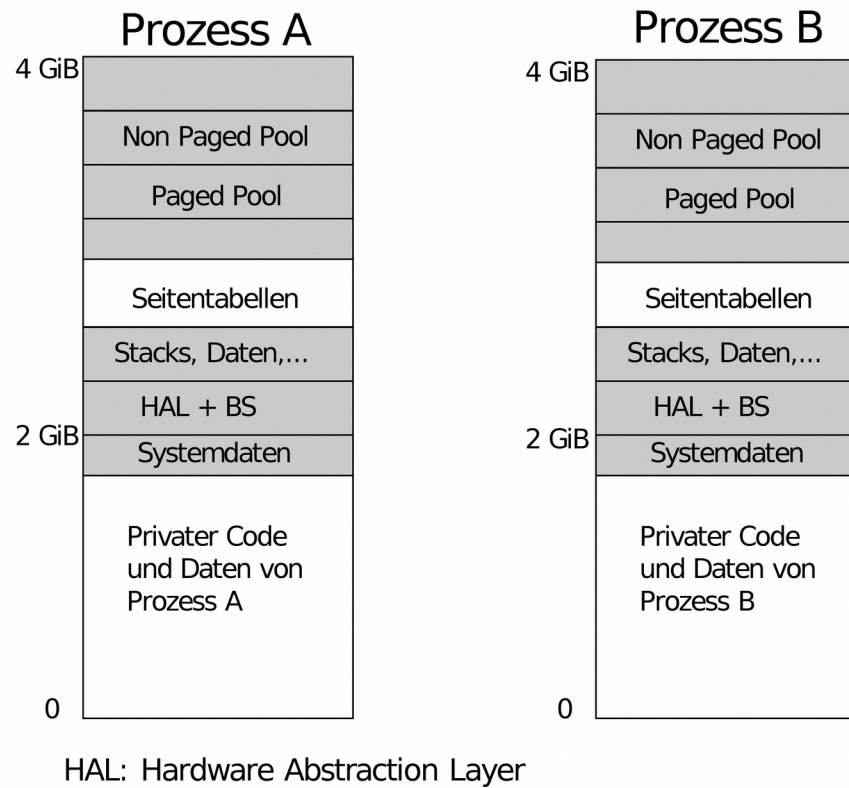 Prozess A
4 GiB
Non Paged Pool
Paged Pool
Seitentabellen
Stacks, Daten,...
HAL + BS
2 GiB
Systemdaten
Privater Code
und Daten von
Prozess A
0
Prozess B
4 GiB
Non Paged Pool
Paged Pool
Seitentabellen
Stacks, Daten,...
HAL + BS
2 GiB
Systemdaten
Privater Code
und Daten von
Prozess B
0
HAL: Hardware Abstraction Layer